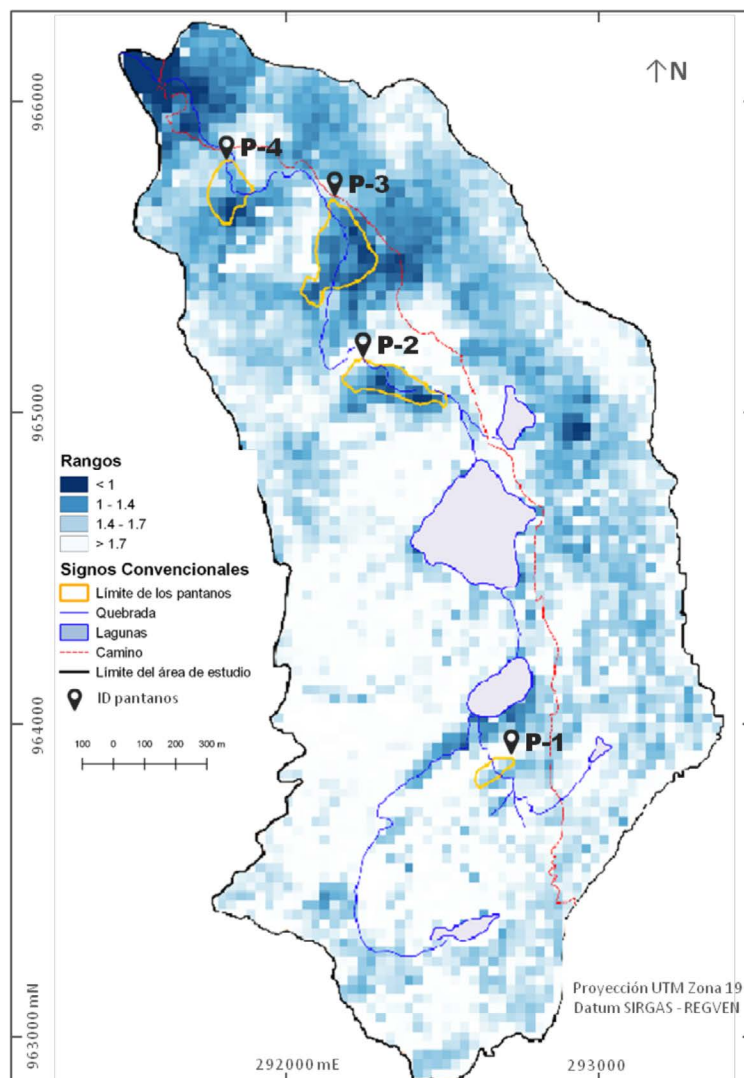 966000
↑N
P-4
P-3
P-2
965000
Rangos
< 1
1 - 1.4
1.4 - 1.7
> 1.7
Signos Convencionales
Límite de los pantanos
Quebrada
Lagunas
Camino
Límite del área de estudio
ID pantanos
964000
100 0 100 200 300 m
P-1
Proyección UTM Zona 19
Datum SIRGAS - REGVEN
963000 mN
292000 mE
293000